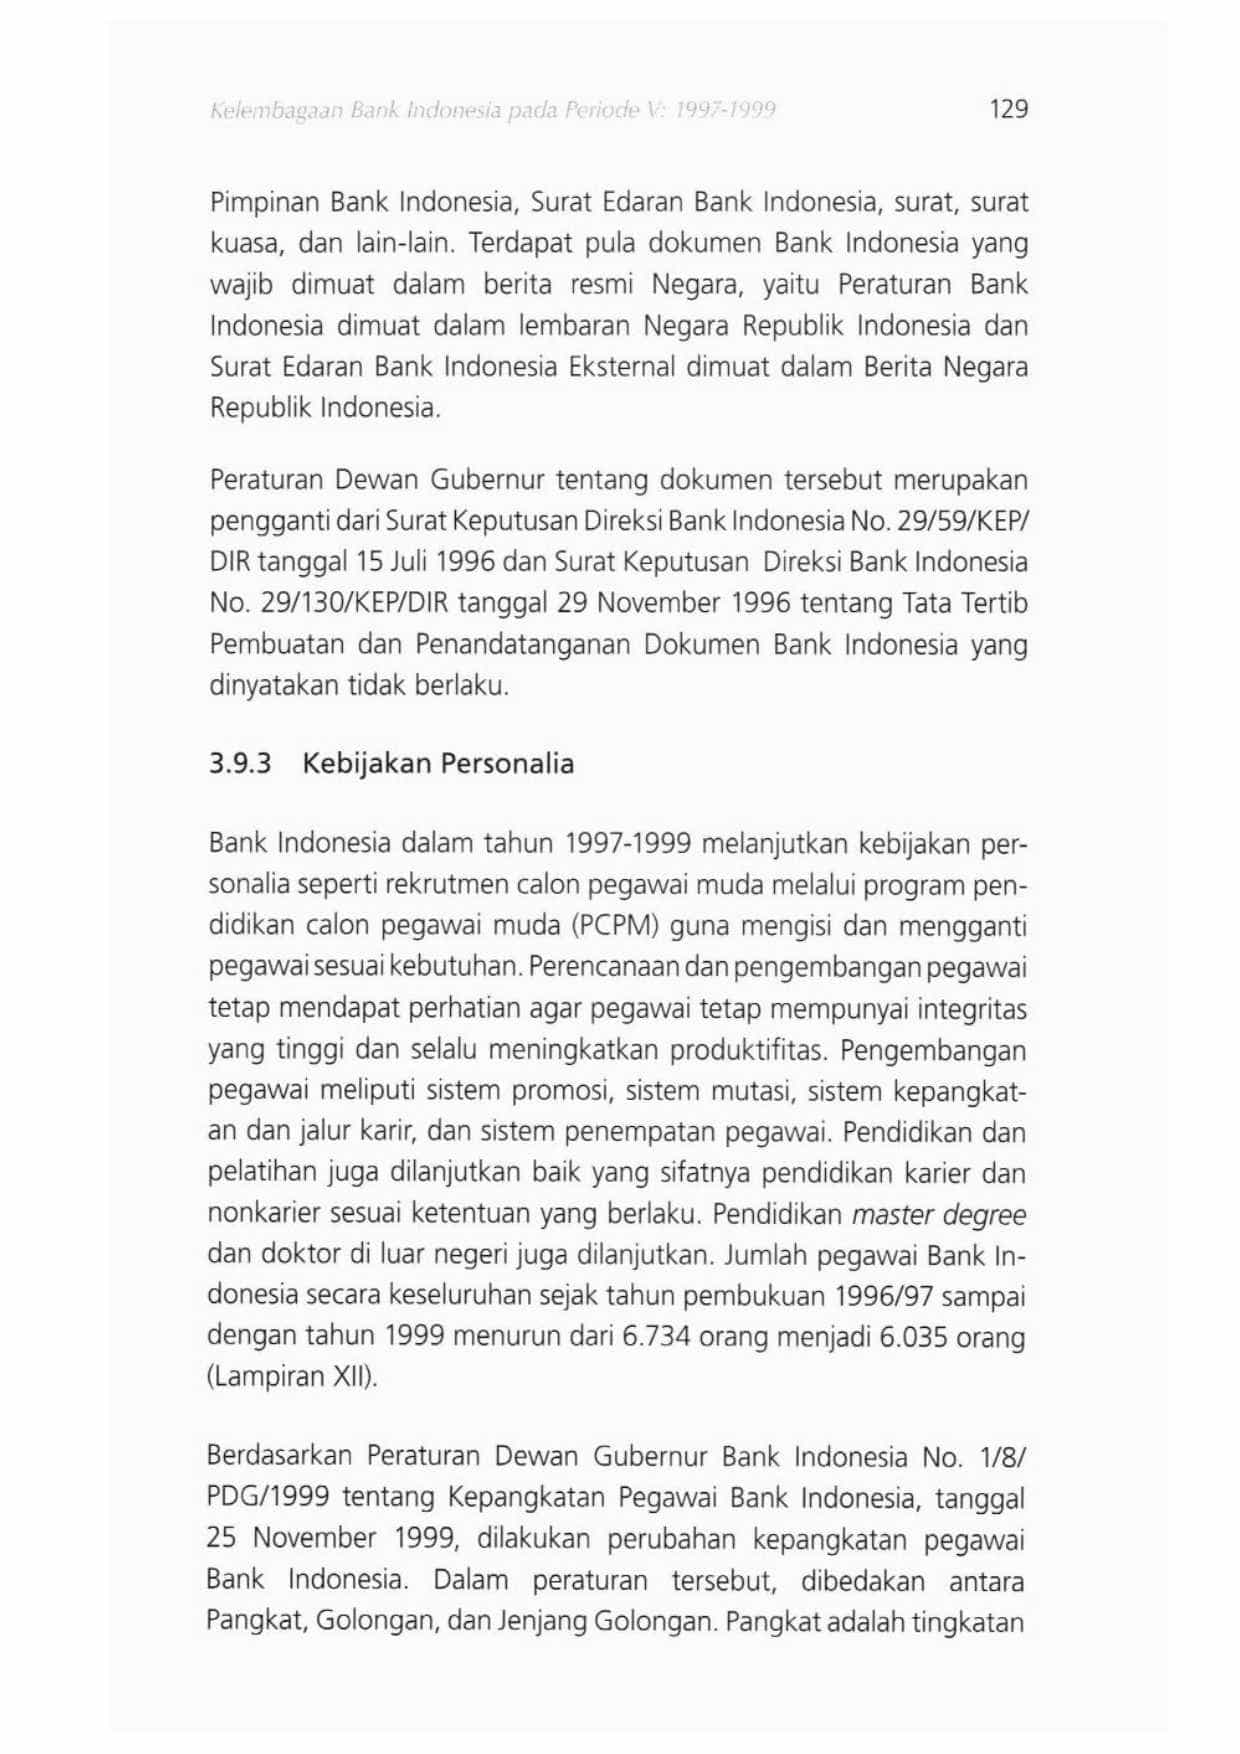 Kelembagaan Bank Indonesia pada Periode V: 1997-1999 129
Pimpinan Bank Indonesia, Surat Edaran Bank Indonesia, surat, surat
kuasa, dan lain-lain. Terdapat pula dokumen Bank Indonesia yang
wajib dimuat dalam berita resmi Negara, yaitu Peraturan Bank
Indonesia dimuat dalam lembaran Negara Republik Indonesia dan
Surat Edaran Bank Indonesia Eksternal dimuat dalam Berita Negara
Republik Indonesia.
Peraturan Dewan Gubernur tentang dokumen tersebut merupakan
pengganti dari Surat Keputusan Direksi Bank Indonesia No. 29/59/KEP/
DIR tanggal 15 Juli 1996 dan Surat Keputusan Direksi Bank Indonesia
No. 29/130/KEP/DIR tanggal 29 November 1996 tentang Tata Tertib
Pembuatan dan Penandatanganan Dokumen Bank Indonesia yang
dinyatakan tidak berlaku.
3.9.3 Kebijakan Personalia
Bank Indonesia dalam tahun 1997-1999 melanjutkan kebijakan per-
sonalia seperti rekrutmen calon pegawai muda melalui program pen-
didikan calon pegawai muda (PCPM) guna mengisi dan mengganti
pegawai sesuai kebutuhan. Perencanaan dan pengembangan pegawai
tetap mendapat perhatian agar pegawai tetap mempunyai integritas
yang tinggi dan selalu meningkatkan produktifitas. Pengembangan
pegawai meliputi sistem promosi, sistem mutasi, sistem kepangkat-
an dan jalur karir, dan sistem penempatan pegawai. Pendidikan dan
pelatihan juga dilanjutkan baik yang sifatnya pendidikan karier dan
nonkarier sesuai ketentuan yang berlaku. Pendidikan master degree
dan doktor di luar negeri juga dilanjutkan. Jumlah pegawai Bank In-
donesia secara keseluruhan sejak tahun pembukuan 1996/97 sampai
dengan tahun 1999 menurun dari 6.734 orang menjadi 6.035 orang
(Lampiran XII).
Berdasarkan Peraturan Dewan Gubernur Bank Indonesia No. 1/8/
PDG/1999 tentang Kepangkatan Pegawai Bank Indonesia, tanggal
25 November 1999, dilakukan perubahan kepangkatan pegawai
Bank Indonesia. Dalam peraturan tersebut, dibedakan antara
Pangkat, Golongan, dan Jenjang Golongan. Pangkat adalah tingkatan